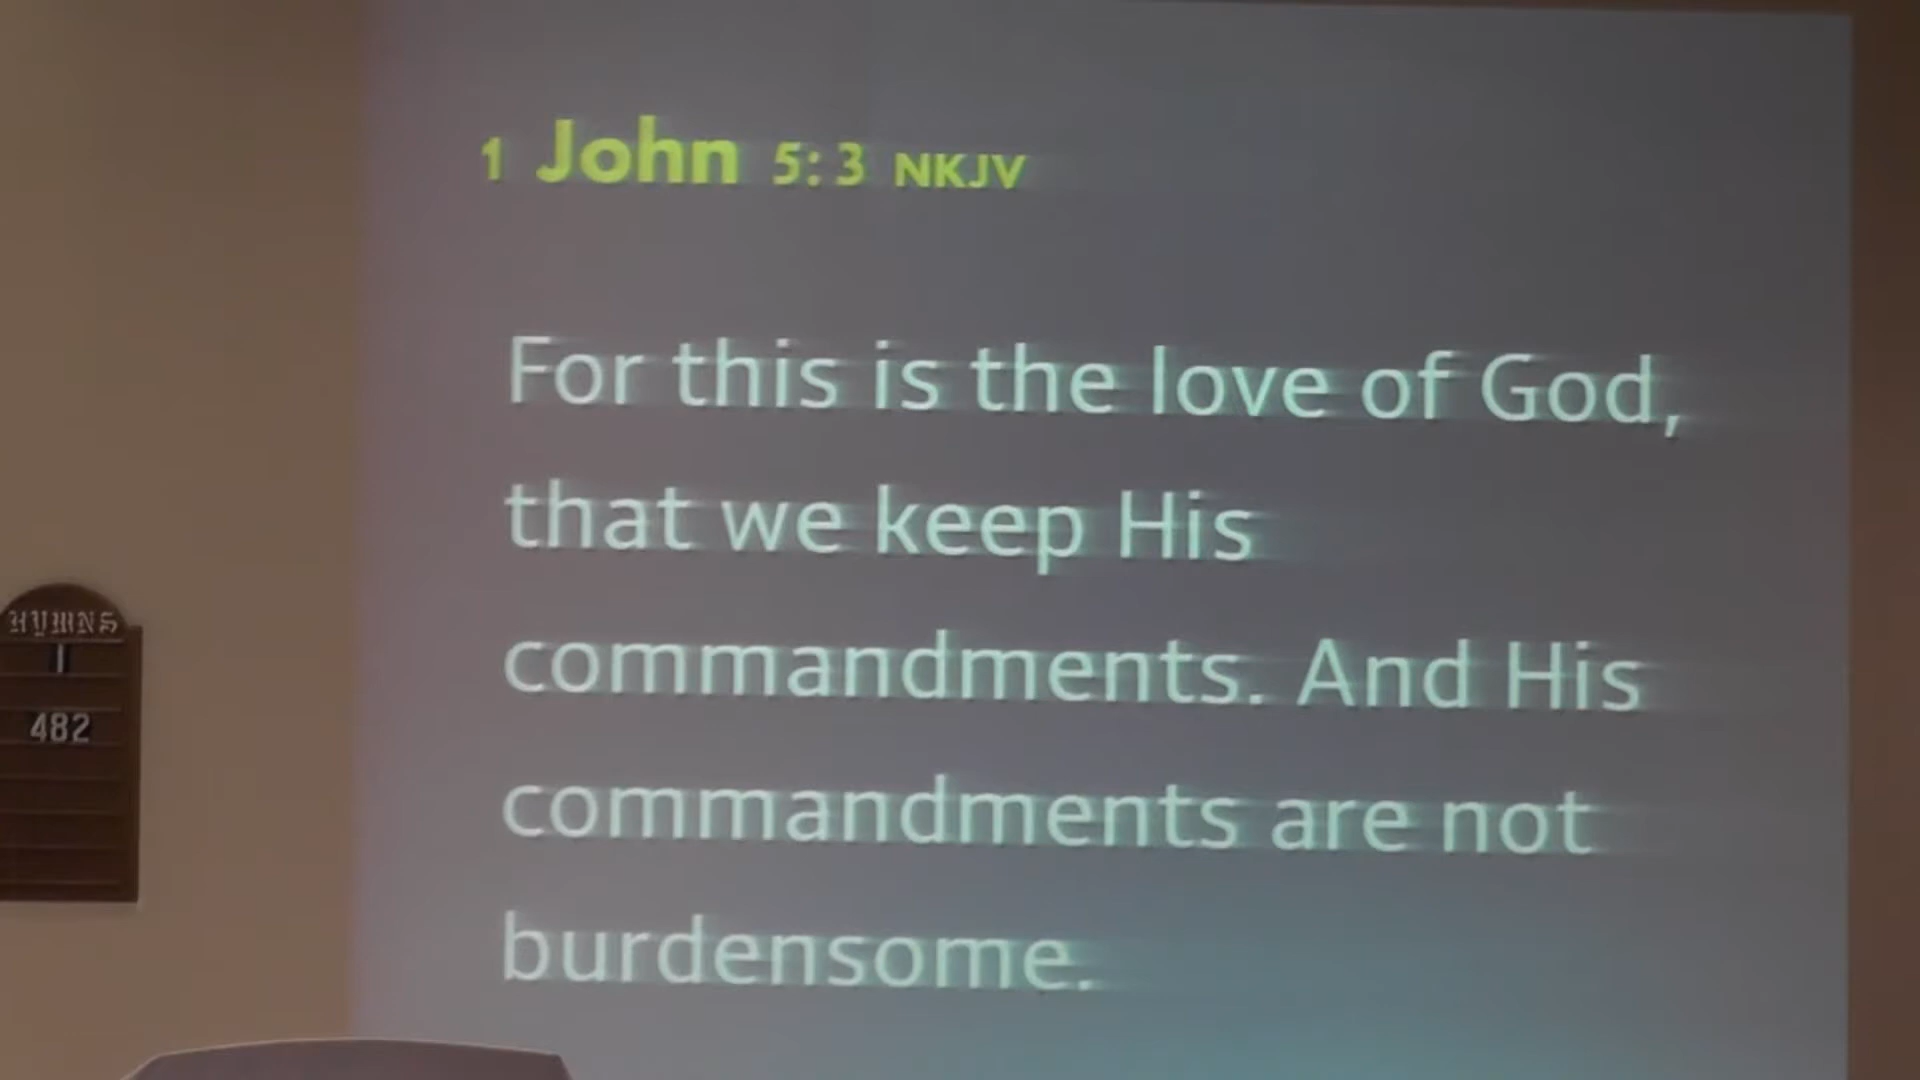 1 John 5:3 NKJV
For this is the love of God,
that we keep His
commandments. And His
commandments are not
burdensome.
HYMNS
1
482